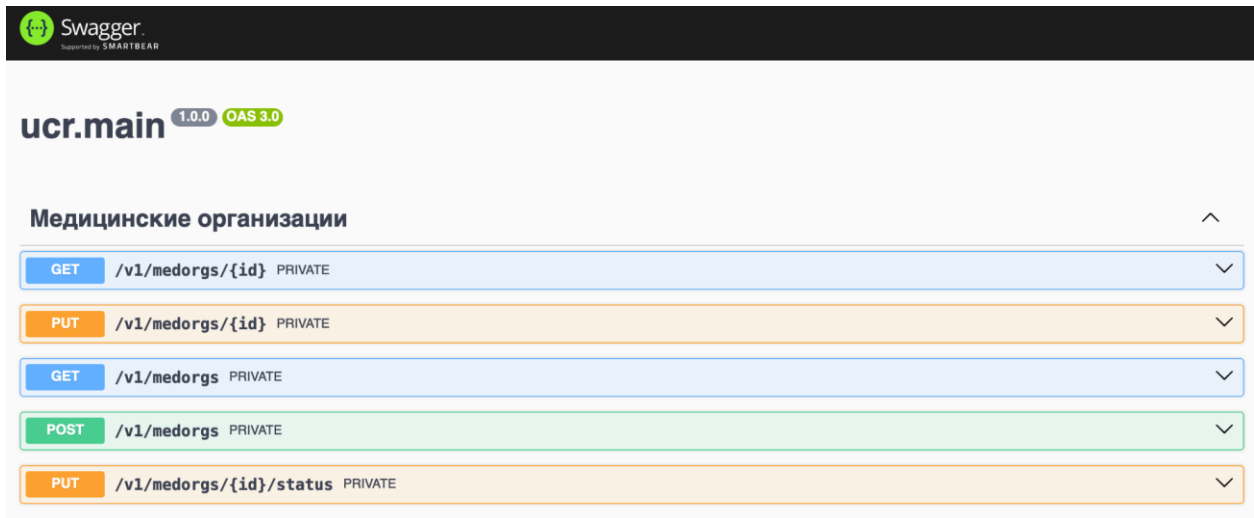 {...} Swagger.
Supported by SMARTBEAR
ucr.main 1.0.0 OAS 3.0
Медицинские организации
GET /v1/medorgs/{id} PRIVATE
PUT /v1/medorgs/{id} PRIVATE
GET /v1/medorgs PRIVATE
POST /v1/medorgs PRIVATE
PUT /v1/medorgs/{id}/status PRIVATE